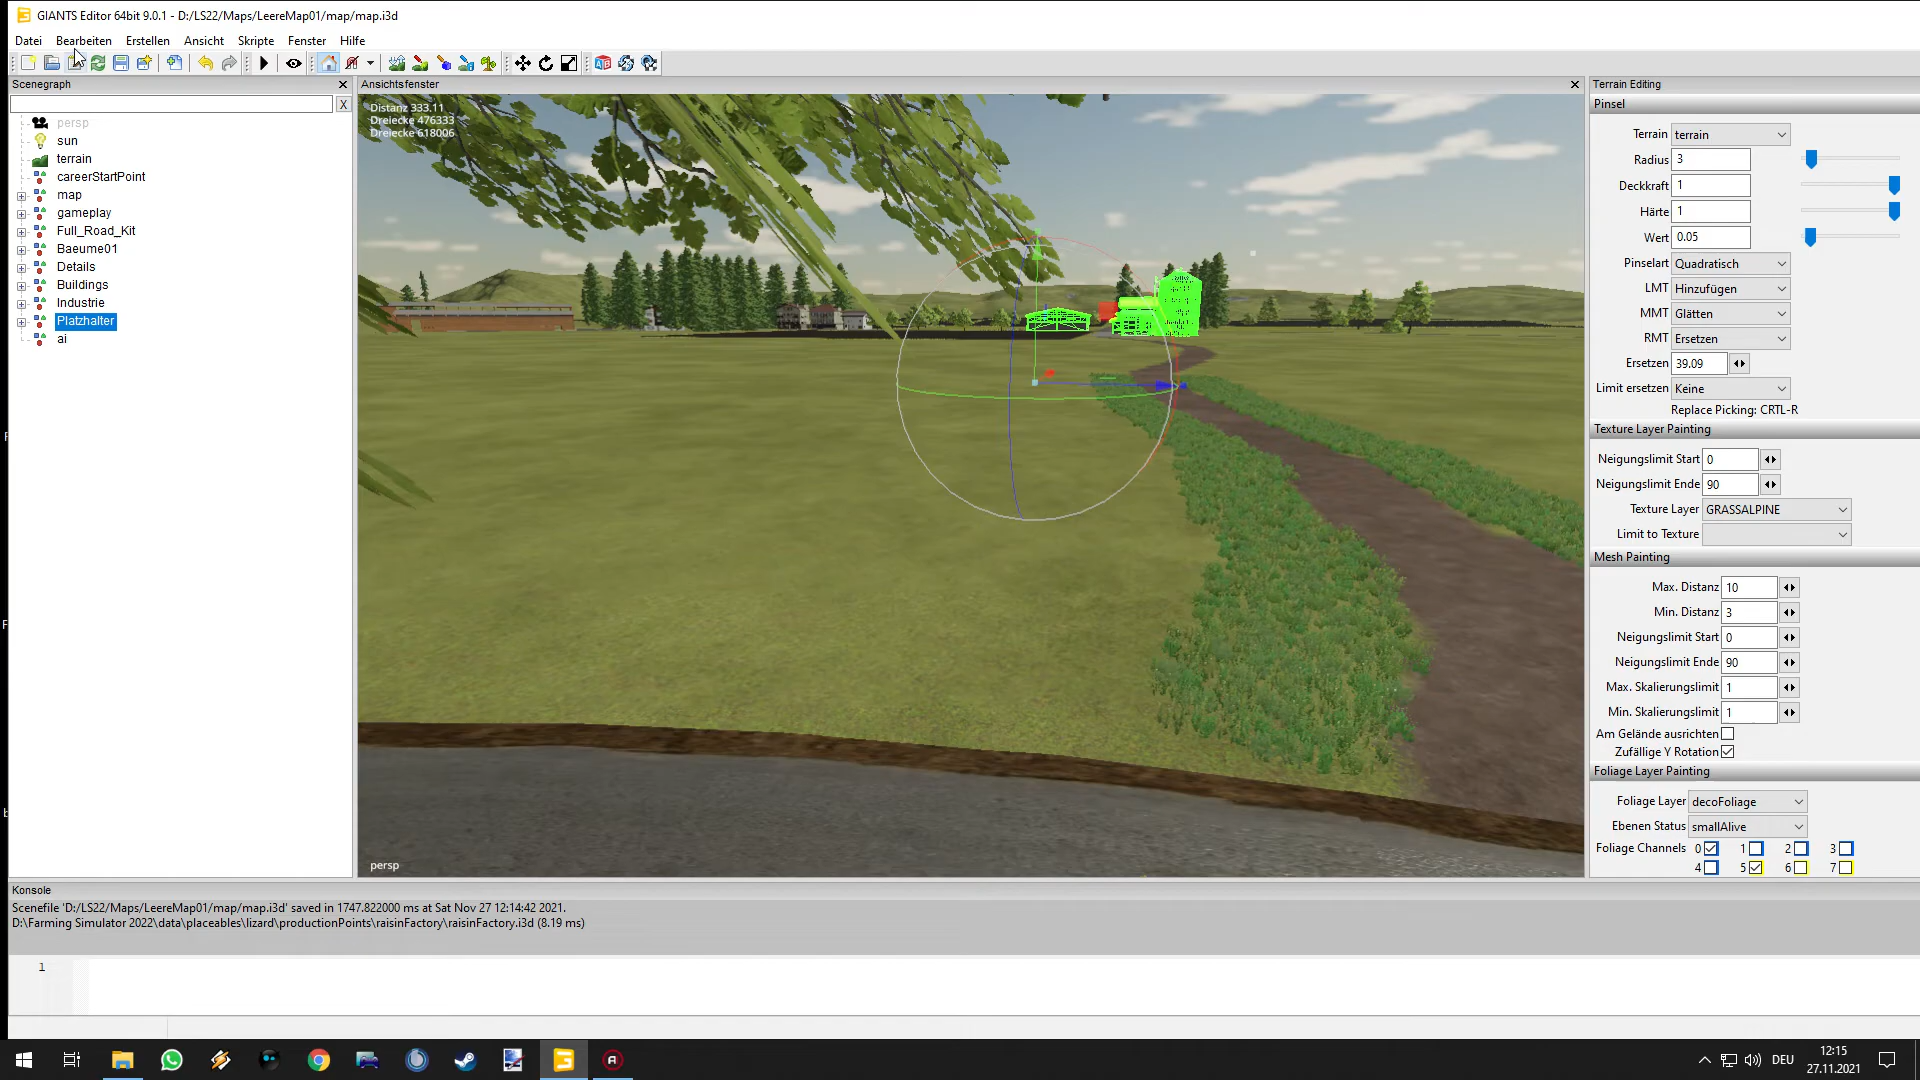 GIANTS Editor 64bit 9.0.1 - D:/LS22/Maps/LeereMap01/map/map.i3d
Datei Bearbeiten Erstellen Ansicht Skripte Fenster Hilfe
Scenegraph
X
persp
sun
terrain
careerStartPoint
map
gameplay
Full_Road_Kit
Baeume01
Details
Buildings
Industrie
Platzhalter
ai
Ansichtsfenster
Distanz 333.11
Dreiecke 476333
Dreiecke 618006
persp
Terrain Editing
Pinsel
Terrain terrain
Radius 3
Deckkraft 1
Härte 1
Wert 0.05
Pinselart Quadratisch
LMT Hinzufügen
MMT Glätten
RMT Ersetzen
Ersetzen 39.09
Limit ersetzen Keine
Replace Picking: CRTL-R
Texture Layer Painting
Neigungslimit Start 0
Neigungslimit Ende 90
Texture Layer GRASSALPINE
Limit to Texture
Mesh Painting
Max. Distanz 10
Min. Distanz 3
Neigungslimit Start 0
Neigungslimit Ende 90
Max. Skalierungslimit 1
Min. Skalierungslimit 1
Am Gelände ausrichten
Zufällige Y Rotation
Foliage Layer Painting
Foliage Layer decoFoliage
Ebenen Status smallAlive
Foliage Channels 0 1 2 3
4 5 6 7
Konsole
Scenefile 'D:/LS22/Maps/LeereMap01/map/map.i3d' saved in 1747.822000 ms at Sat Nov 27 12:14:42 2021.
D:\Farming Simulator 2022\data\placeables\lizard\productionPoints\raisinFactory\raisinFactory.i3d (8.19 ms)
1
DEU
12:15
27.11.2021